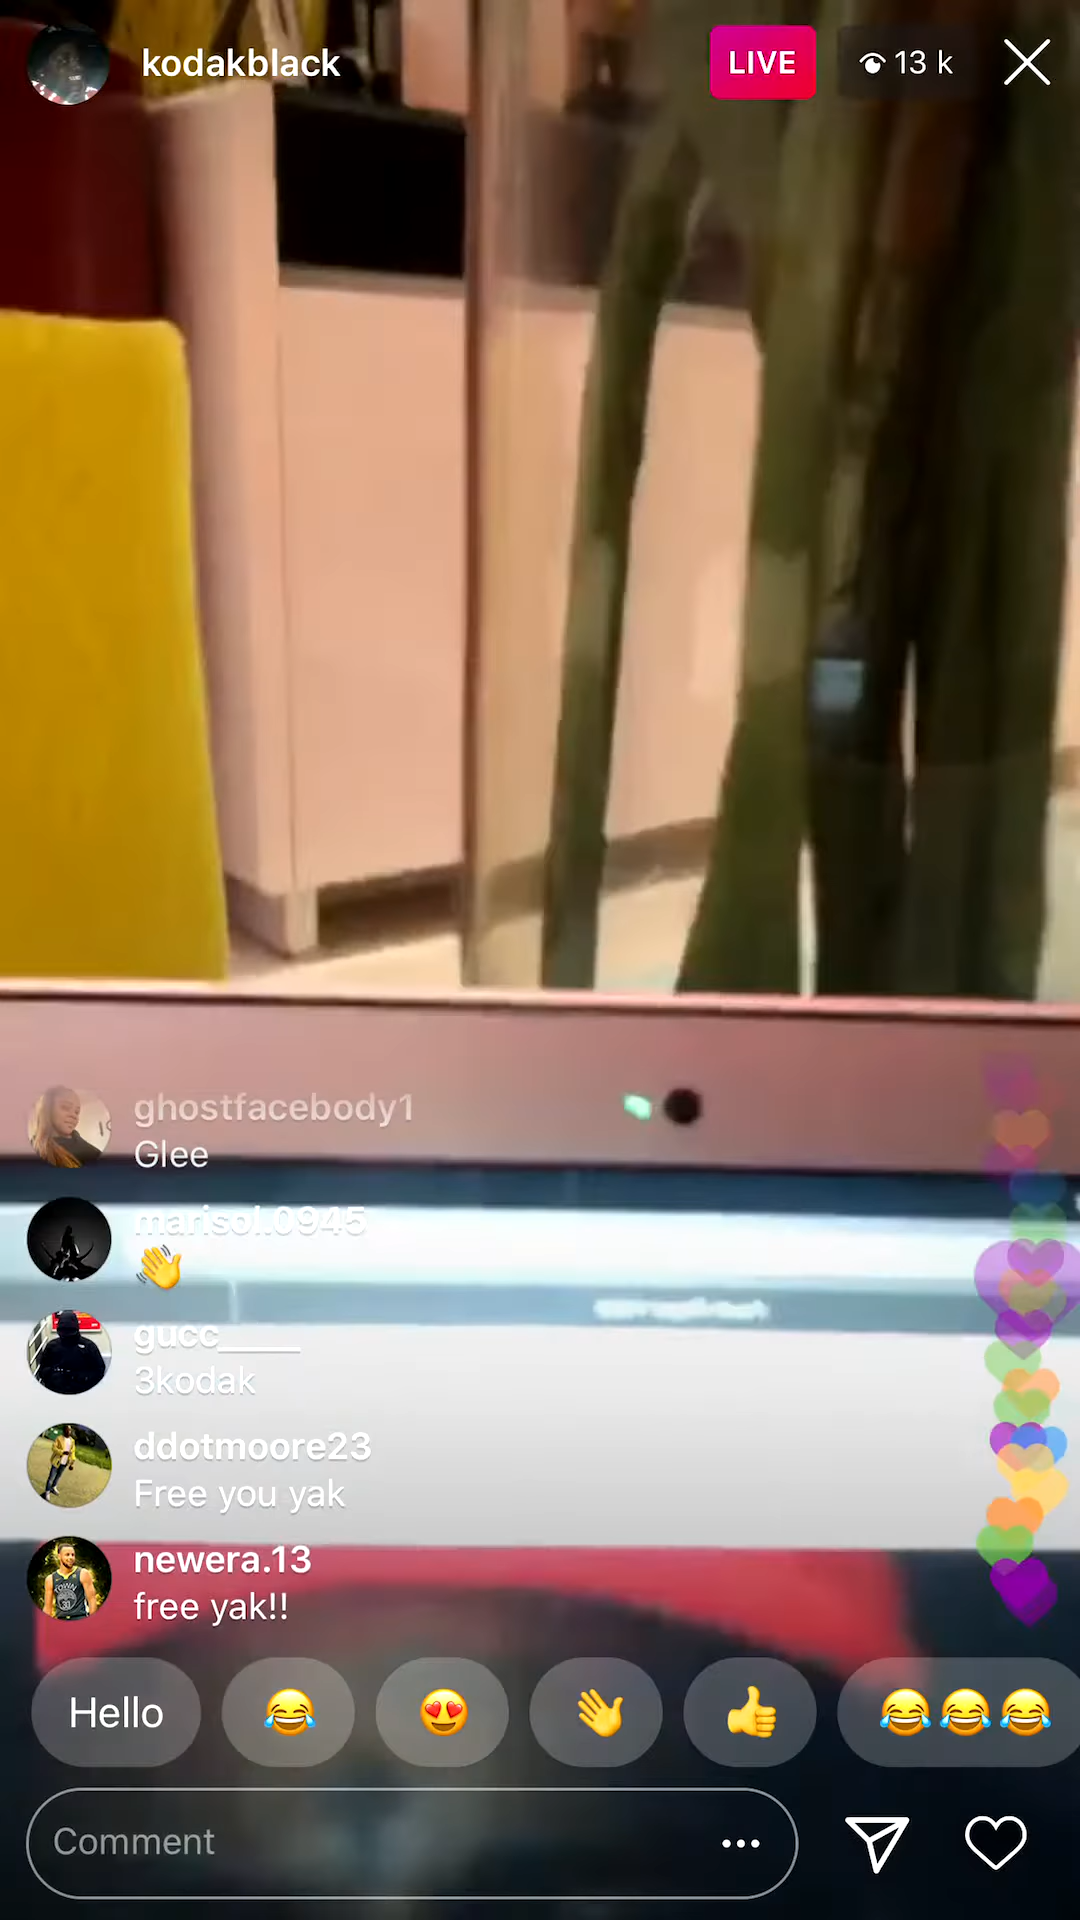 kodakblack
LIVE
13 k
ghostfacebody1
Glee
marisol.0945
👋
gucc_____
3kodak
ddotmoore23
Free you yak
newera.13
free yak!!
Hello
😂
😍
👋
👍
😂😂😂
Comment